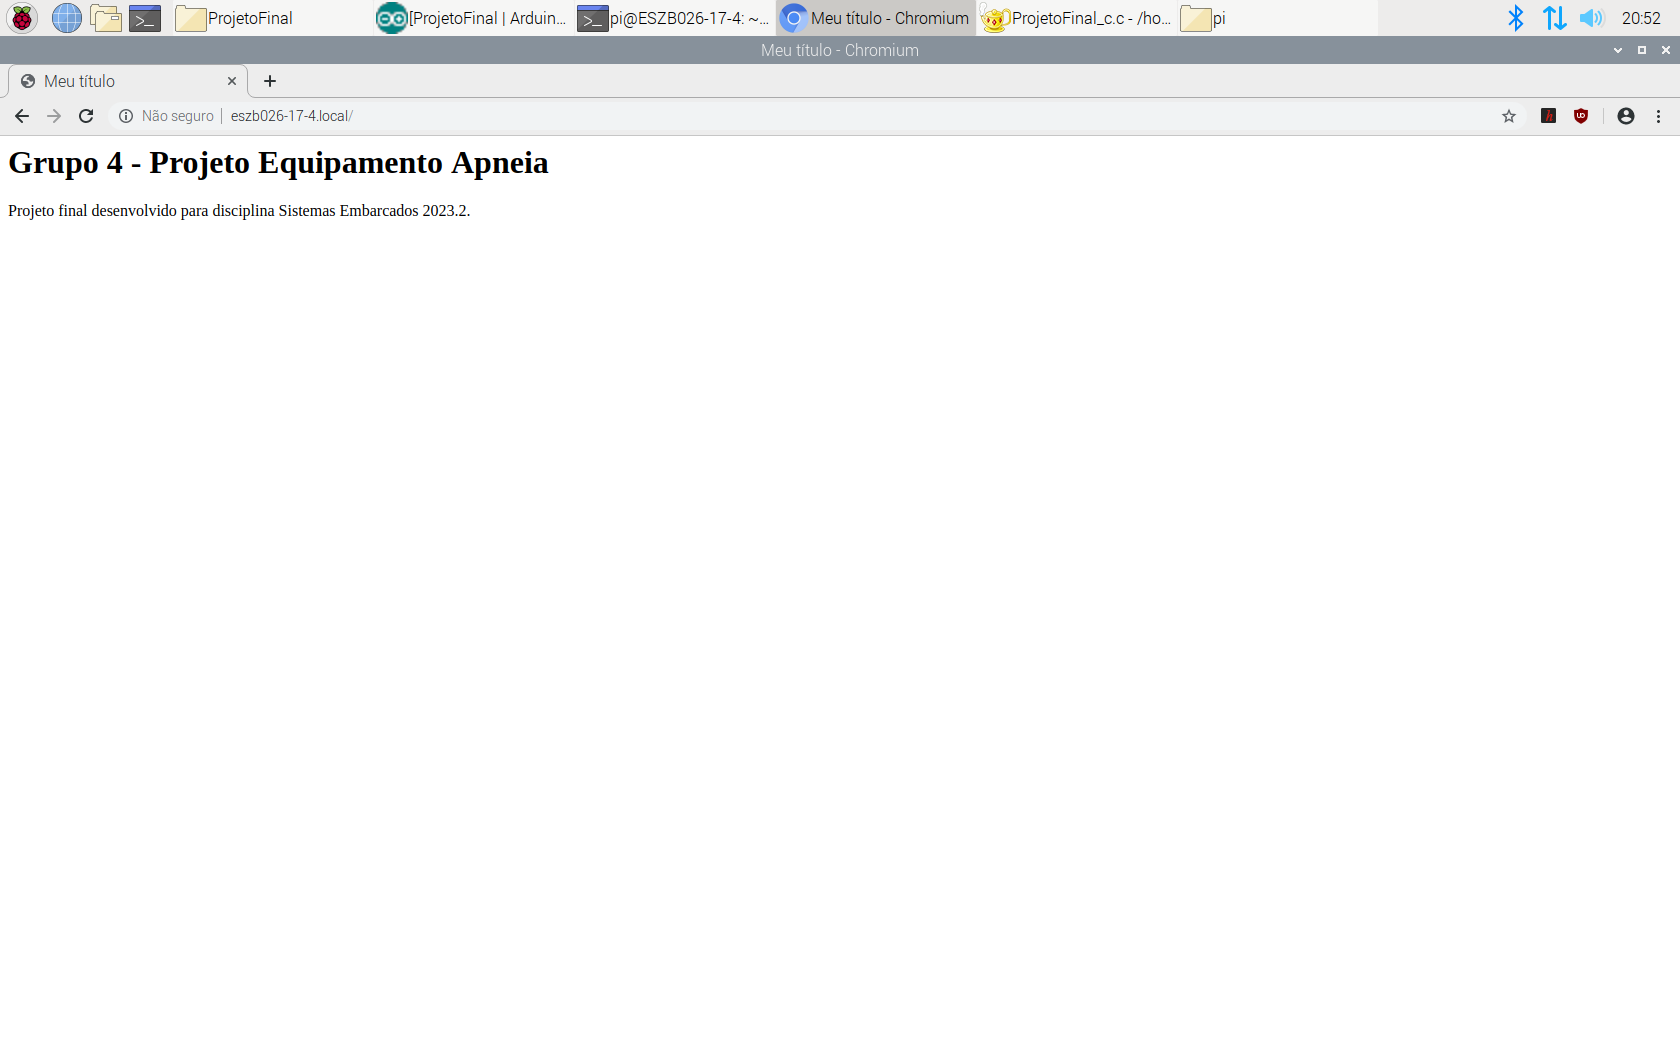 ProjetoFinal
[ProjetoFinal | Arduin...
pi@ESZB026-17-4: ~...
Meu título - Chromium
ProjetoFinal_c.c - /ho...
pi
20:52
Meu título - Chromium
Meu título
Não seguro
eszb026-17-4.local/
Grupo 4 - Projeto Equipamento Apneia
Projeto final desenvolvido para disciplina Sistemas Embarcados 2023.2.